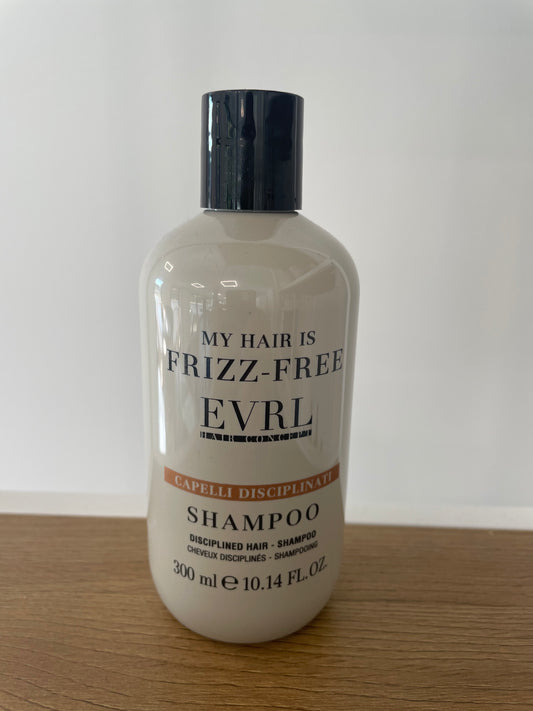 MY HAIR IS
FRIZZ-FREE
EVRL
HAIR CONCEPT
CAPELLI DISCIPLINATI
SHAMPOO
DISCIPLINED HAIR - SHAMPOO
CHEVEUX DISCIPLINÉS - SHAMPOOING
300 ml ℮ 10.14 FL.OZ.